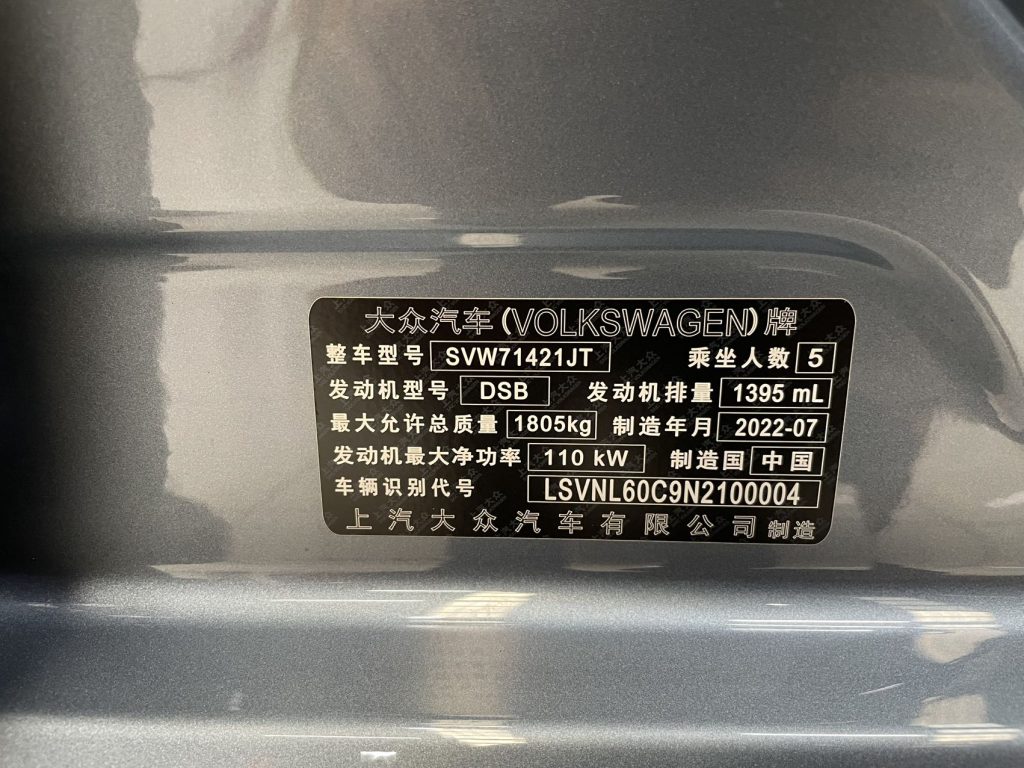 大众汽车(VOLKSWAGEN)牌
整车型号 SVW71421JT 乘坐人数 5
发动机型号 DSB 发动机排量 1395 mL
最大允许总质量 1805kg 制造年月 2022-07
发动机最大净功率 110 kW 制造国 中国
车辆识别代号 LSVNL60C9N2100004
上汽大众汽车有限公司 制造